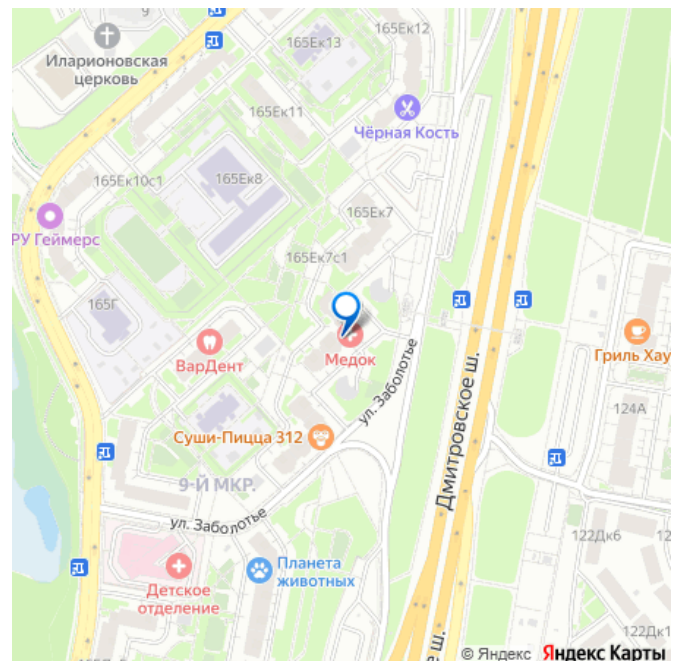 9
Иларионовская
церковь
165Ек13
165Ек12
165Ек11
Чёрная Кость
165Ек10с1
165Ек8
165Ек7
РУ Геймерс
165Ек7с1
165Г
ВарДент
Медок
Гриль Хау
ул. Заболотье
Дмитровское ш.
124А
Суши-Пицца 312
9-Й МКР.
ул. Заболотье
122Дк6
12
Детское
отделение
Планета
животных
122Дк1
е ш.
© Яндекс Яндекс Карты